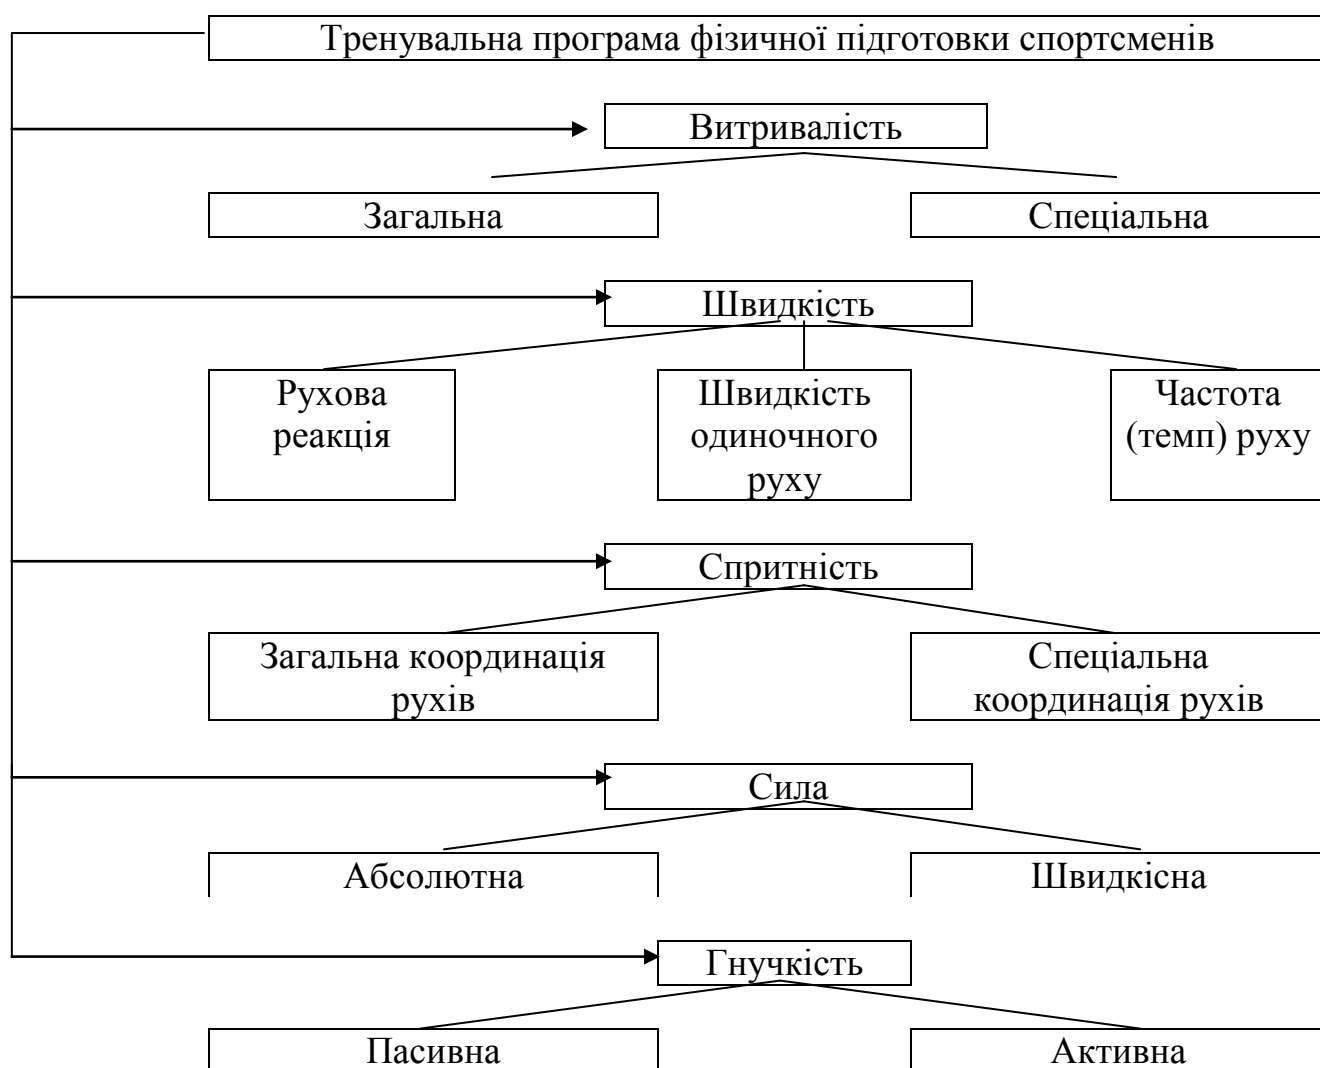 Тренувальна програма фізичної підготовки спортсменів
Витривалість
Загальна
Спеціальна
Швидкість
Рухова
реакція
Швидкість
одиночного
руху
Частота
(темп) руху
Спритність
Загальна координація
рухів
Спеціальна
координація рухів
Сила
Абсолютна
Швидкісна
Гнучкість
Пасивна
Активна